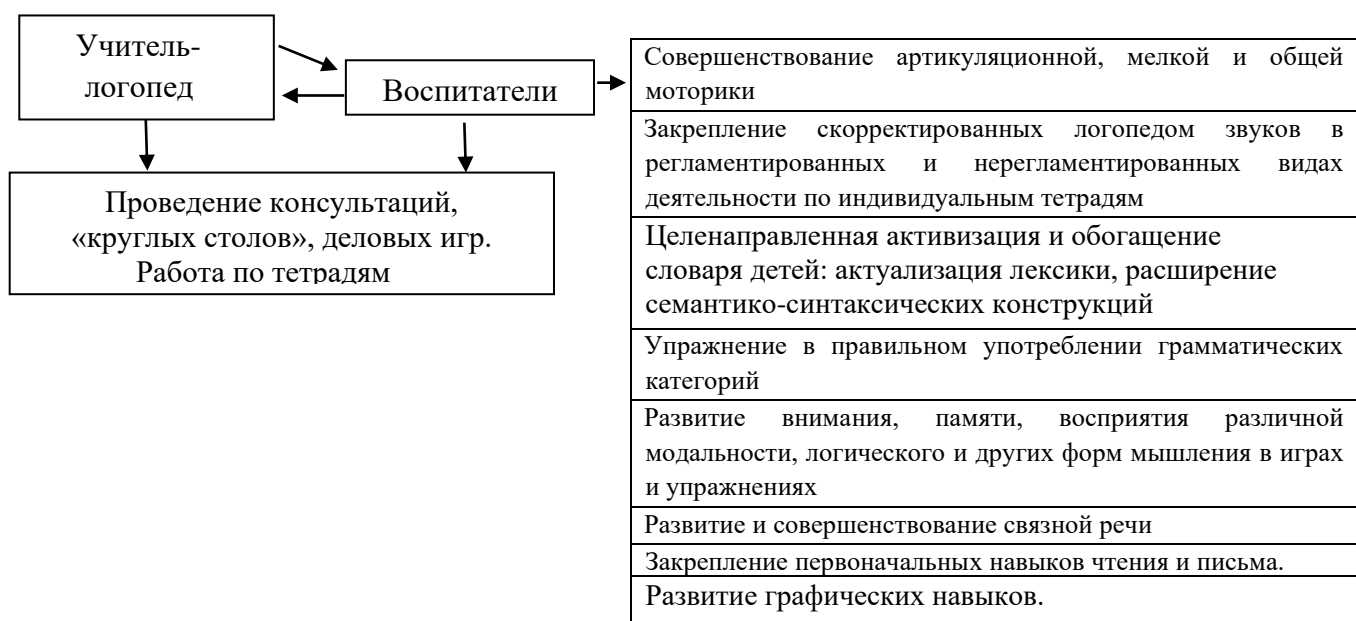 Учитель-
логопед
Воспитатели
Проведение консультаций,
«круглых столов», деловых игр.
Работа по тетрадям
Совершенствование артикуляционной, мелкой и общей
моторики
Закрепление скорректированных логопедом звуков в
регламентированных и нерегламентированных видах
деятельности по индивидуальным тетрадям
Целенаправленная активизация и обогащение
словаря детей: актуализация лексики, расширение
семантико-синтаксических конструкций
Упражнение в правильном употреблении грамматических
категорий
Развитие внимания, памяти, восприятия различной
модальности, логического и других форм мышления в играх
и упражнениях
Развитие и совершенствование связной речи
Закрепление первоначальных навыков чтения и письма.
Развитие графических навыков.